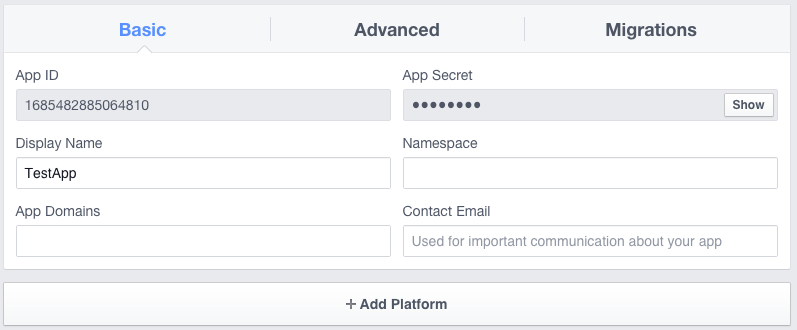 Basic Advanced Migrations
App ID App Secret
1685482885064810 •••••••• Show
Display Name Namespace
TestApp
App Domains Contact Email
Used for important communication about your app
+ Add Platform